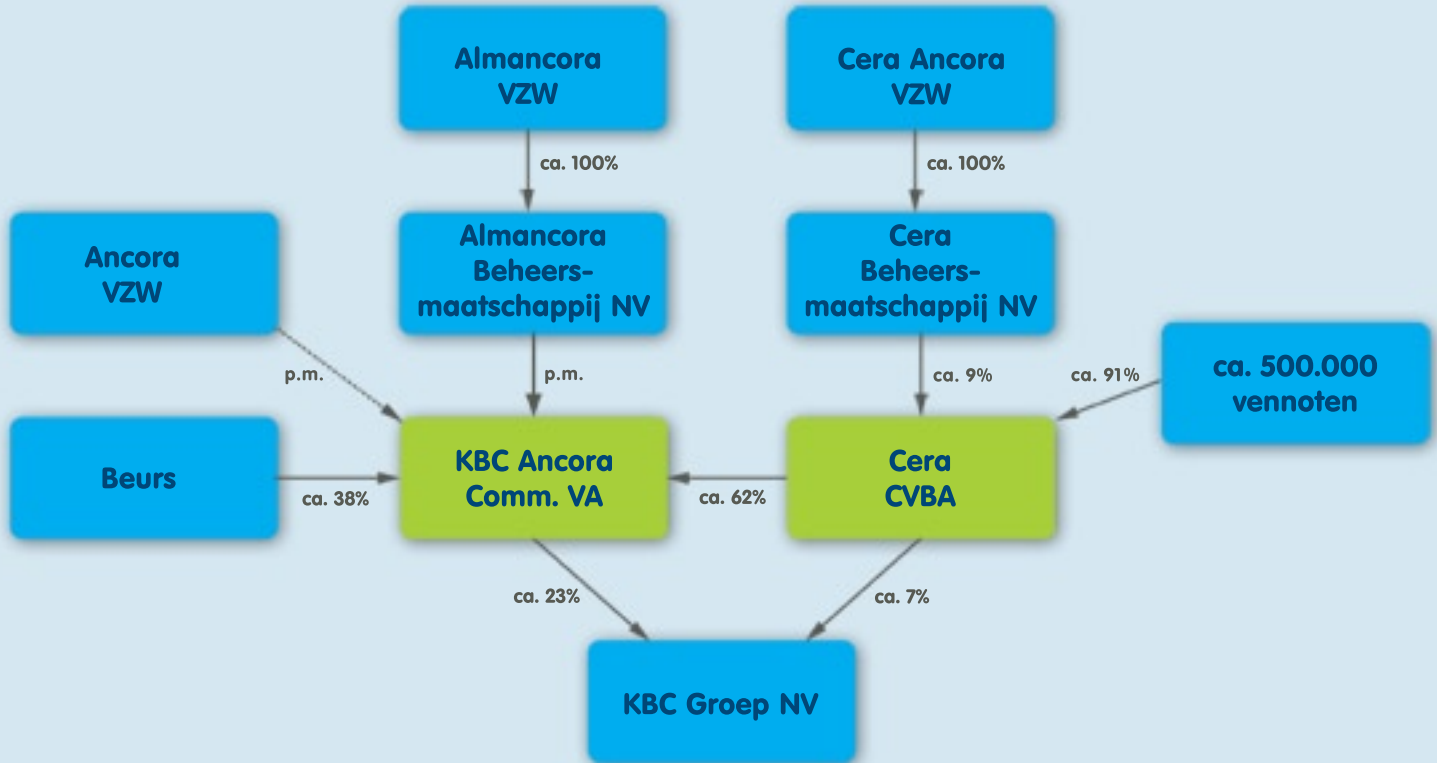 Almancora
VZW
Cera Ancora
VZW
ca. 100%
ca. 100%
Ancora
VZW
Almancora
Beheers-
maatschappij NV
Cera
Beheers-
maatschappij NV
ca. 500.000
vennoten
p.m.
p.m.
ca. 9%
ca. 91%
Beurs
ca. 38%
KBC Ancora
Comm. VA
ca. 62%
Cera
CVBA
ca. 23%
ca. 7%
KBC Groep NV